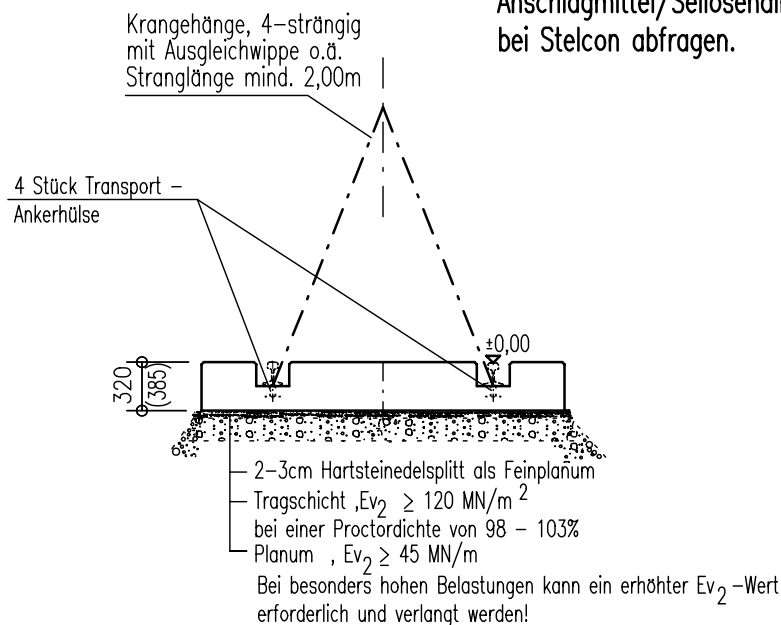 bei Stelcon abfragen.
Krangehänge, 4-strängig
mit Ausgleichwippe o.ä.
Stranglänge mind. 2,00m
4 Stück Transport -
Ankerhülse
±0,00
320
(385)
2-3cm Hartsteinedelsplitt als Feinplanum
Tragschicht ,Ev2 ≥ 120 MN/m 2
bei einer Proctordichte von 98 - 103%
Planum , Ev2 ≥ 45 MN/m
Bei besonders hohen Belastungen kann ein erhöhter Ev2 -Wert
erforderlich und verlangt werden!